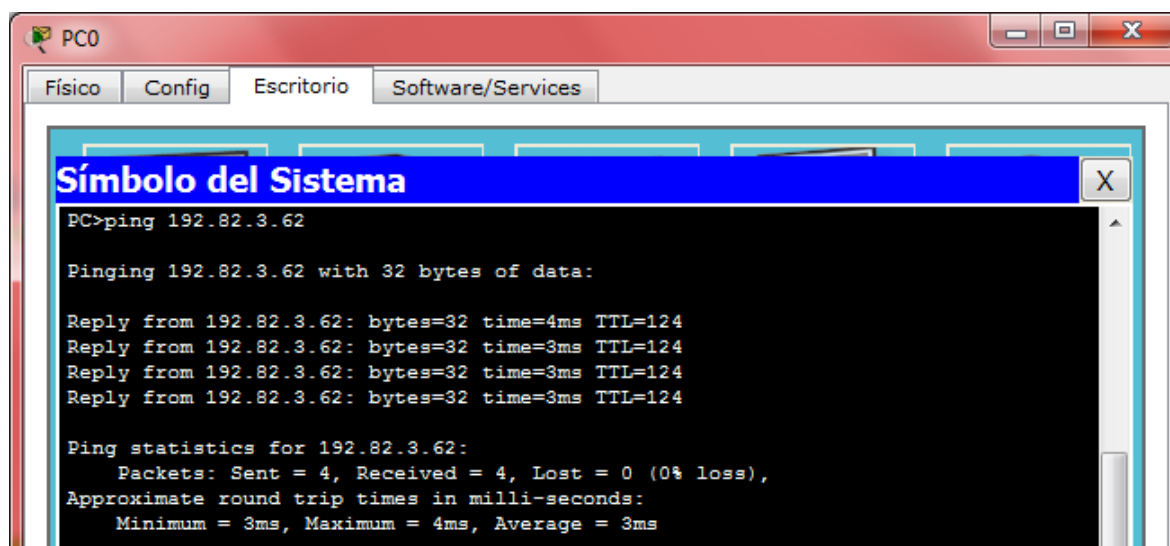 PC0
Físico Config Escritorio Software/Services
Símbolo del Sistema X
PC>ping 192.82.3.62
Pinging 192.82.3.62 with 32 bytes of data:
Reply from 192.82.3.62: bytes=32 time=4ms TTL=124
Reply from 192.82.3.62: bytes=32 time=3ms TTL=124
Reply from 192.82.3.62: bytes=32 time=3ms TTL=124
Reply from 192.82.3.62: bytes=32 time=3ms TTL=124
Ping statistics for 192.82.3.62:
Packets: Sent = 4, Received = 4, Lost = 0 (0% loss),
Approximate round trip times in milli-seconds:
Minimum = 3ms, Maximum = 4ms, Average = 3ms